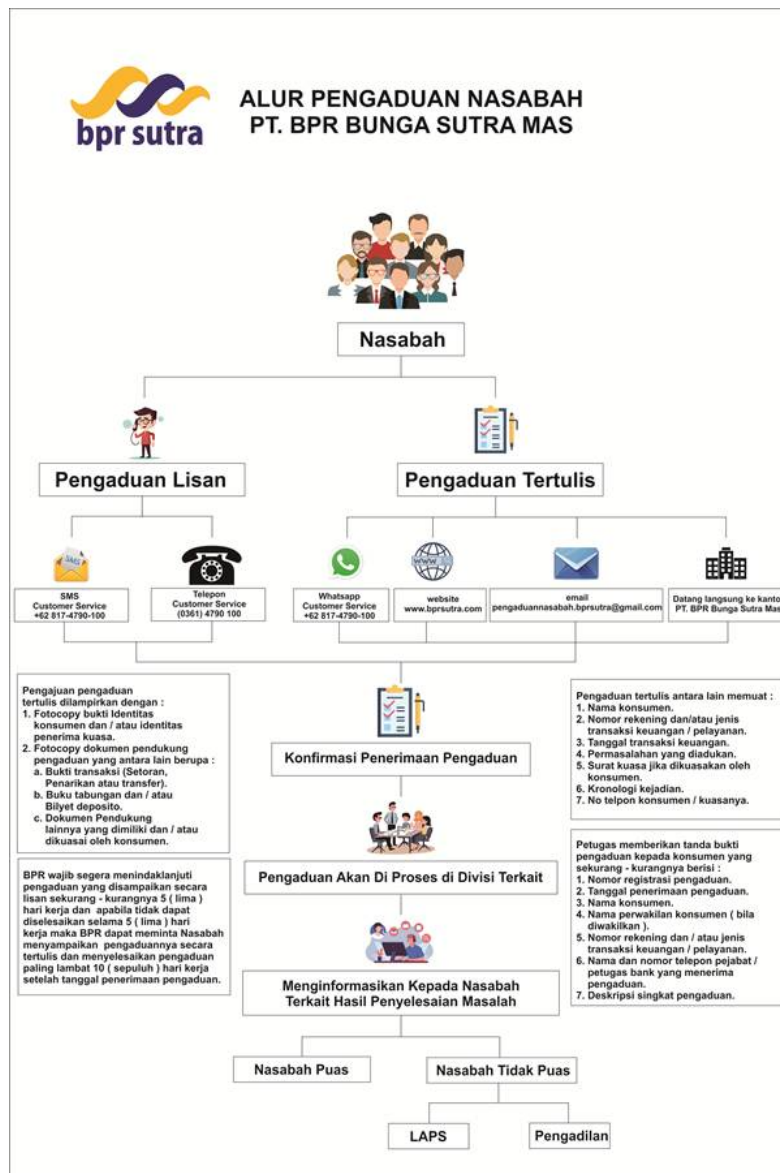 bpr sutra
ALUR PENGADUAN NASABAH
PT. BPR BUNGA SUTRA MAS
Nasabah
Pengaduan Lisan
Pengaduan Tertulis
SMS
SMS
Customer Service
+62 817-4790-100
Telepon
Customer Service
(0361) 4790 100
Whatsapp
Customer Service
+62 817-4790-100
WWW
website
www.bprsutra.com
email
pengaduannasabah.bprsutra@gmail.com
Datang langsung ke kantor
PT. BPR Bunga Sutra Mas
Pengajuan pengaduan
tertulis dilampirkan dengan :
1. Fotocopy bukti Identitas
konsumen dan / atau identitas
penerima kuasa.
2. Fotocopy dokumen pendukung
pengaduan yang antara lain berupa :
a. Bukti transaksi (Setoran,
Penarikan atau transfer).
b. Buku tabungan dan / atau
Bilyet deposito.
c. Dokumen Pendukung
lainnya yang dimiliki dan / atau
dikuasai oleh konsumen.
BPR wajib segera menindaklanjuti
pengaduan yang disampaikan secara
lisan sekurang - kurangnya 5 ( lima )
hari kerja dan apabila tidak dapat
diselesaikan selama 5 ( lima ) hari
kerja maka BPR dapat meminta Nasabah
menyampaikan pengaduannya secara
tertulis dan menyelesaikan pengaduan
paling lambat 10 ( sepuluh ) hari kerja
setelah tanggal penerimaan pengaduan.
Konfirmasi Penerimaan Pengaduan
Pengaduan Akan Di Proses di Divisi Terkait
Menginformasikan Kepada Nasabah
Terkait Hasil Penyelesaian Masalah
Pengaduan tertulis antara lain memuat :
1. Nama konsumen.
2. Nomor rekening dan/atau jenis
transaksi keuangan / pelayanan.
3. Tanggal transaksi keuangan.
4. Permasalahan yang diadukan.
5. Surat kuasa jika dikuasakan oleh
konsumen.
6. Kronologi kejadian.
7. No telpon konsumen / kuasanya.
Petugas memberikan tanda bukti
pengaduan kepada konsumen yang
sekurang - kurangnya berisi :
1. Nomor registrasi pengaduan.
2. Tanggal penerimaan pengaduan.
3. Nama konsumen.
4. Nama perwakilan konsumen ( bila
diwakilkan ).
5. Nomor rekening dan / atau jenis
transaksi keuangan / pelayanan.
6. Nama dan nomor telepon pejabat /
petugas bank yang menerima
pengaduan.
7. Deskripsi singkat pengaduan.
Nasabah Puas
Nasabah Tidak Puas
LAPS
Pengadilan